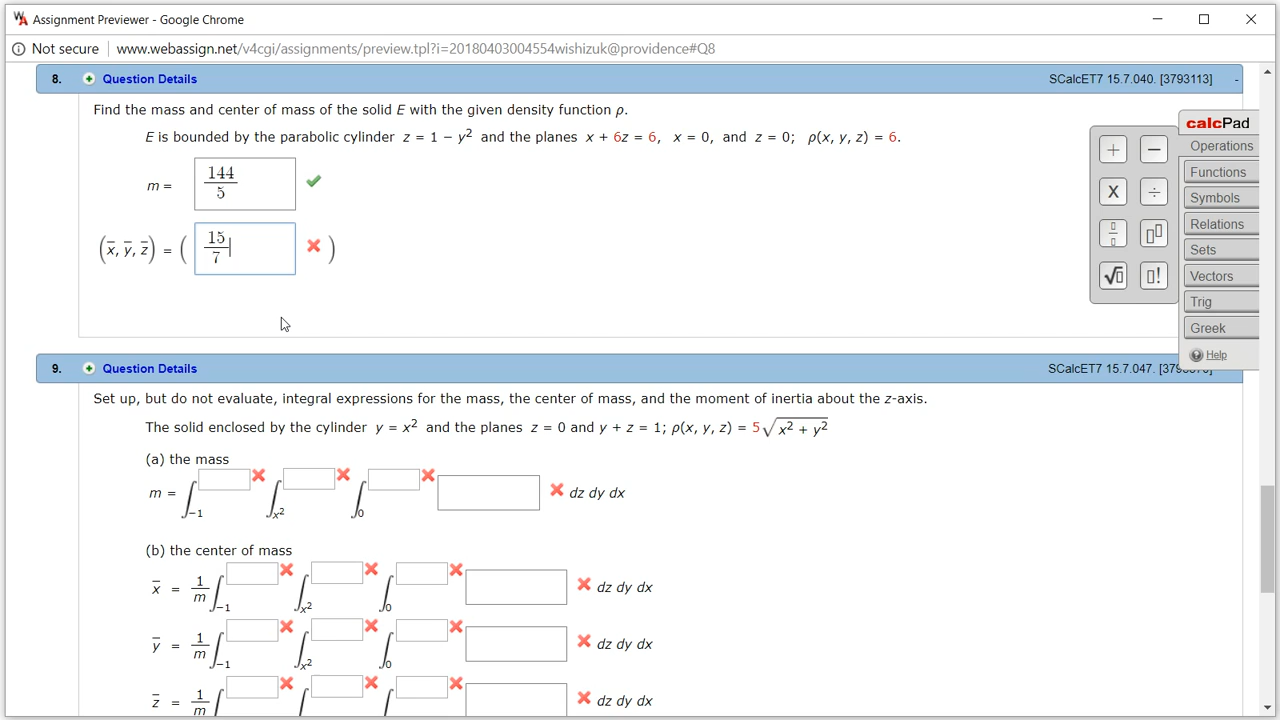 Assignment Previewer - Google Chrome
Not secure | www.webassign.net/v4cgi/assignments/preview.tpl?i=20180403004554wishizuk@providence#Q8
8. Question Details SCalcET7 15.7.040. [3793113] -
Find the mass and center of mass of the solid E with the given density function ρ.
E is bounded by the parabolic cylinder z = 1 − y² and the planes x + 6z = 6, x = 0, and z = 0; ρ(x, y, z) = 6.
m = 144/5
(x̅, y̅, z̅) = ( 15/7 )
calcPad
Operations
Functions
Symbols
Relations
Sets
Vectors
Trig
Greek
Help
9. Question Details SCalcET7 15.7.047.
Set up, but do not evaluate, integral expressions for the mass, the center of mass, and the moment of inertia about the z-axis.
The solid enclosed by the cylinder y = x² and the planes z = 0 and y + z = 1; ρ(x, y, z) = 5√(x² + y²)
(a) the mass
m = ∫−1 ∫x² ∫0 dz dy dx
(b) the center of mass
x̅ = 1/m ∫−1 ∫x² ∫0 dz dy dx
y̅ = 1/m ∫−1 ∫x² ∫0 dz dy dx
z̅ = 1/m ∫ ∫ ∫ dz dy dx